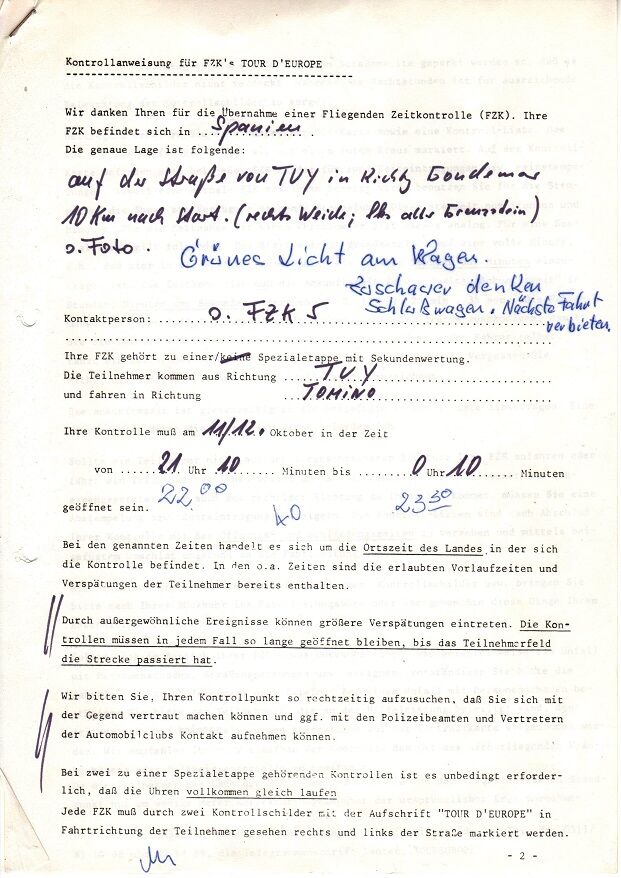 Kontrollanweisung für FZK's TOUR D'EUROPE
Wir danken Ihnen für die Übernahme einer Fliegenden Zeitkontrolle (FZK). Ihre
FZK befindet sich in ...Spanien... .
Die genaue Lage ist folgende:
auf der Straße von TUY in Richtg Gondemar
10 Km nach Start. (rechts Weide; lks alter Grenzstein)
s. Foto.
Grünes Licht am Wagen.
Zuschauer denken
Schlußwagen. Nächste Fahrt
verbieten.
Kontaktperson: ......s. FZK 5......
Ihre FZK gehört zu einer/keine Spezialetappe mit Sekundenwertung.
Die Teilnehmer kommen aus Richtung ......TUY......
und fahren in Richtung ......TOMINO......
Ihre Kontrolle muß am 11/12. Oktober in der Zeit
von ......21 Uhr 10...... Minuten bis ........0 Uhr 10...... Minuten
22 00
40
23 30
geöffnet sein.
Bei den genannten Zeiten handelt es sich um die Ortszeit des Landes in der sich
die Kontrolle befindet. In den o.a. Zeiten sind die erlaubten Vorlaufzeiten und
Verspätungen der Teilnehmer bereits enthalten.
Durch außergewöhnliche Ereignisse können größere Verspätungen eintreten. Die Kon-
trollen müssen in jedem Fall so lange geöffnet bleiben, bis das Teilnehmerfeld
die Strecke passiert hat.
Wir bitten Sie, Ihren Kontrollpunkt so rechtzeitig aufzusuchen, daß Sie sich mit
der Gegend vertraut machen können und ggf. mit den Polizeibeamten und Vertretern
der Automobilclubs Kontakt aufnehmen können.
Bei zwei zu einer Spezialetappe gehörenden Kontrollen ist es unbedingt erforder-
lich, daß die Uhren vollkommen gleich laufen
Jede FZK muß durch zwei Kontrollschilder mit der Aufschrift "TOUR D'EUROPE" in
Fahrtrichtung der Teilnehmer gesehen rechts und links der Straße markiert werden.
- 2 -